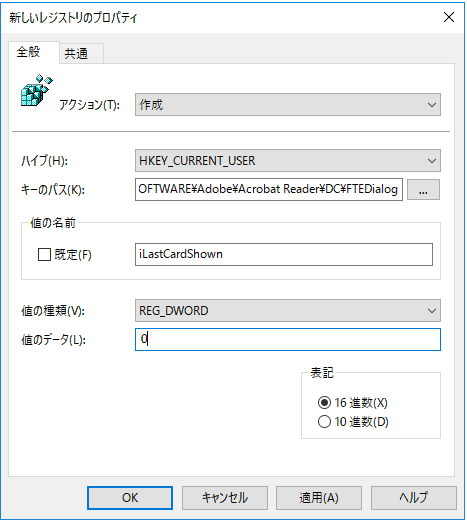 新しいレジストリのプロパティ
全般
共通
アクション(T):
作成
ハイブ(H):
HKEY_CURRENT_USER
キーのパス(K):
OFTWARE¥Adobe¥Acrobat Reader¥DC¥FTEDialog
...
値の名前
既定(F)
iLastCardShown
値の種類(V):
REG_DWORD
値のデータ(L):
0
表記
16 進数(X)
10 進数(D)
OK
キャンセル
適用(A)
ヘルプ